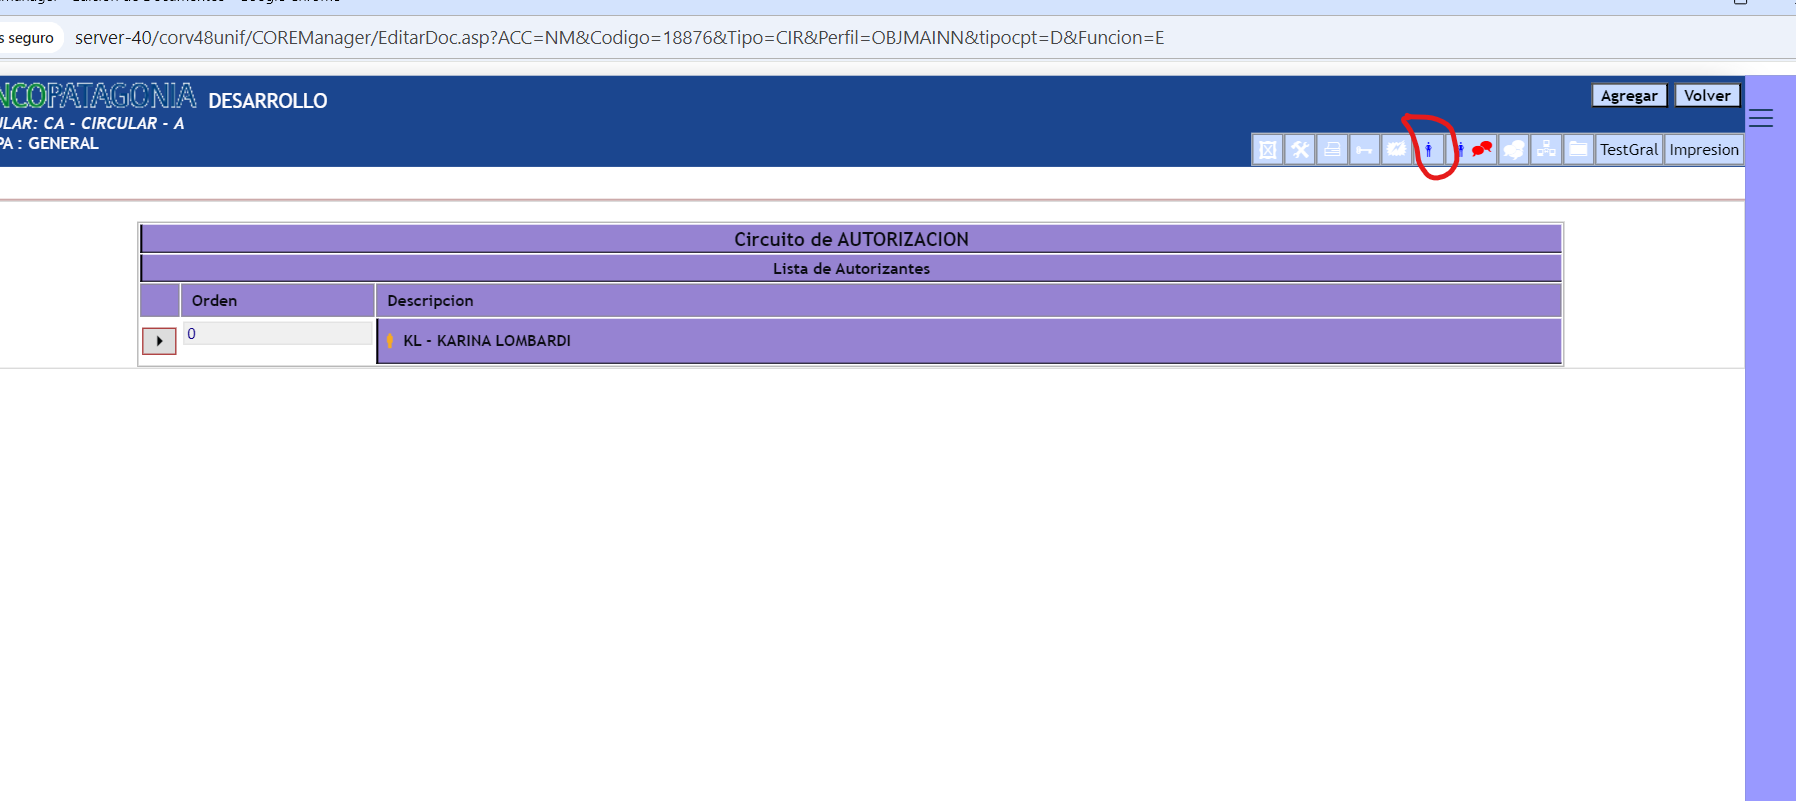 s seguro
server-40/corv48unif/COREManager/EditarDoc.asp?ACC=NM&Codigo=18876&Tipo=CIR&Perfil=OBJMAINN&tipocpt=D&Funcion=E
NCOPATAGONIA DESARROLLO
Agregar Volver
ULAR: CA - CIRCULAR - A
PA : GENERAL
TestGral Impresion
Circuito de AUTORIZACION
Lista de Autorizantes
Orden Descripcion
0 KL - KARINA LOMBARDI